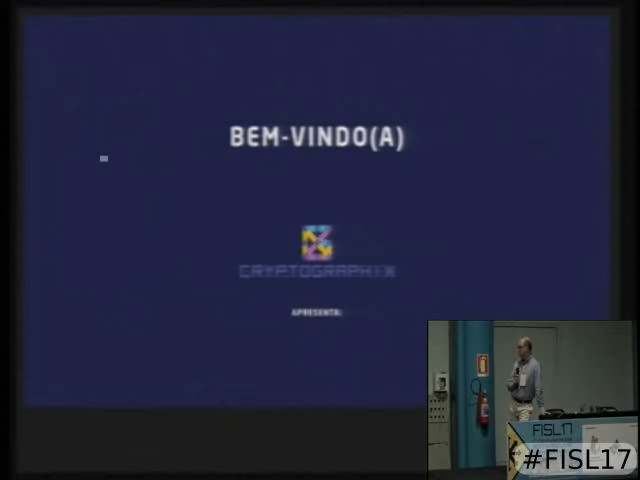 BEM-VINDO(A)
CRYPTOGRAPHIX
APRESENTA:
FISL17
#FISL17